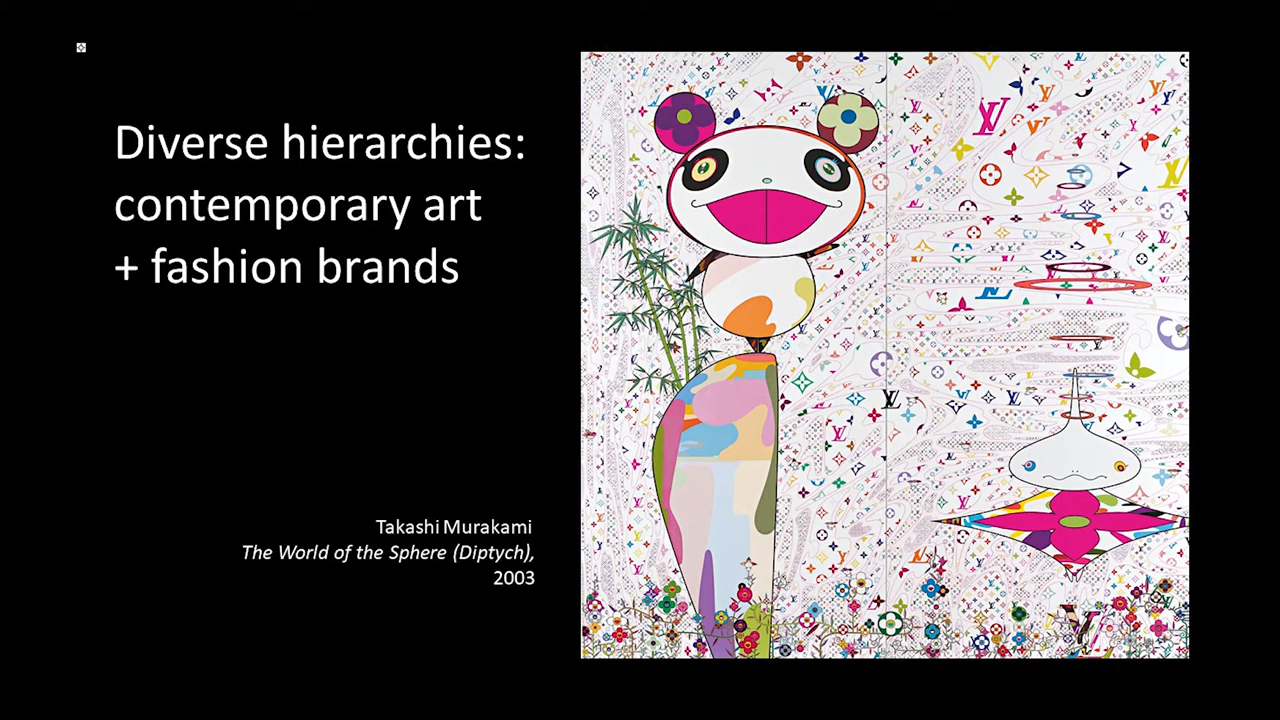 Diverse hierarchies:
contemporary art
+ fashion brands
Takashi Murakami
The World of the Sphere (Diptych),
2003